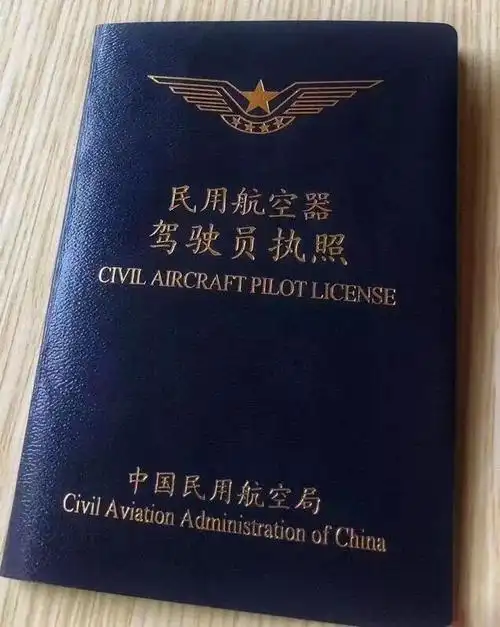 民用航空器
驾驶员执照
CIVIL AIRCRAFT PILOT LICENSE
中国民用航空局
Civil Aviation Administration of China